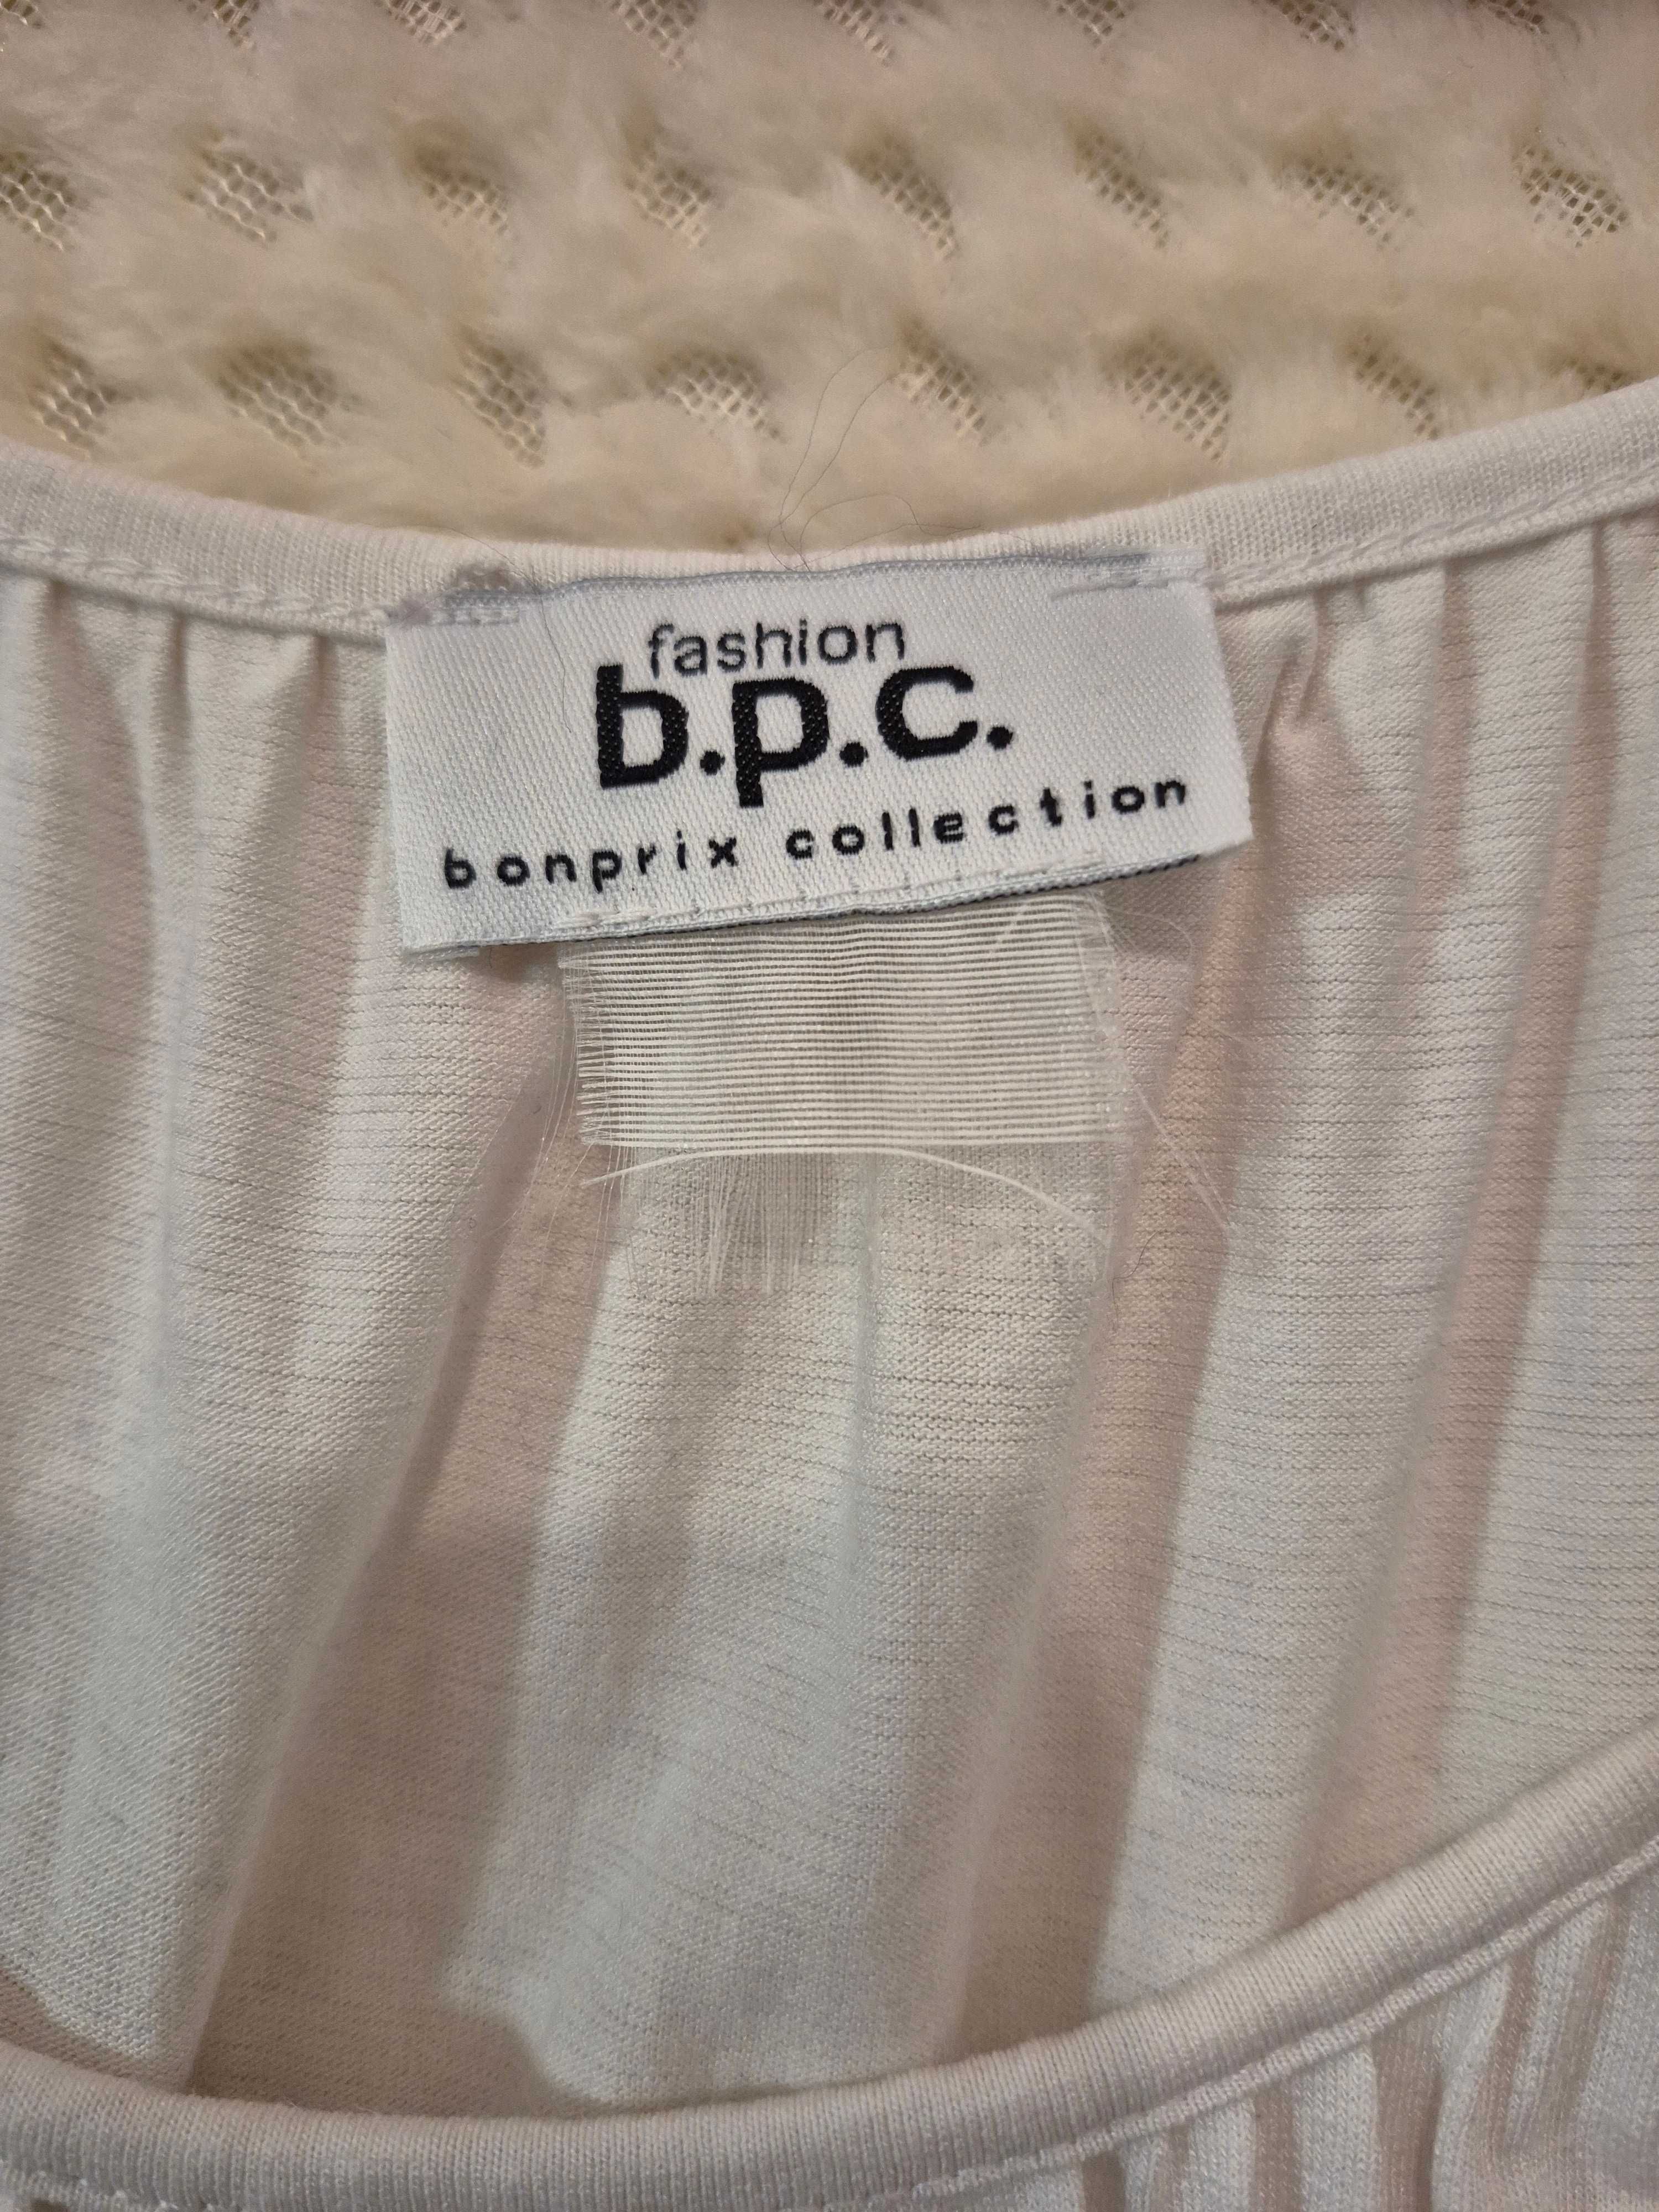 fashion
b.p.c.
bonprix collection